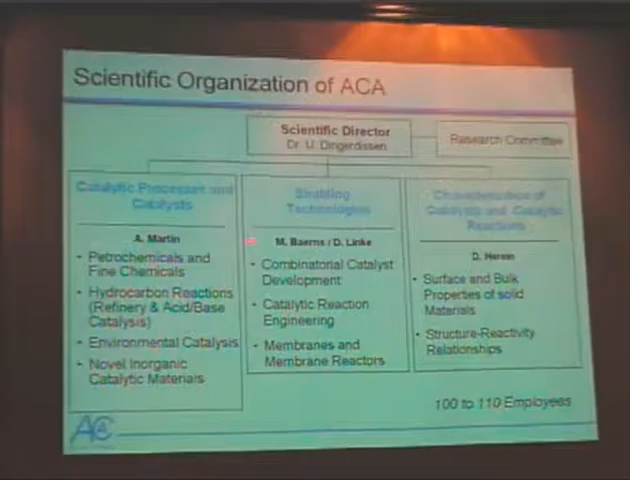 Scientific Organization of ACA
Scientific Director
Dr. U. Dingerdissen
Research Committee
Catalytic Processes and
Catalysts
A. Martin
• Petrochemicals and
Fine Chemicals
• Hydrocarbon Reactions
(Refinery & Acid/Base
Catalysis)
• Environmental Catalysis
• Novel Inorganic
Catalytic Materials
Enabling
Technologies
M. Baerns / D. Linke
• Combinatorial Catalyst
Development
• Catalytic Reaction
Engineering
• Membranes and
Membrane Reactors
Characterization of
Catalysts and Catalytic
Reactions
D. Herein
• Surface and Bulk
Properties of solid
Materials
• Structure-Reactivity
Relationships
100 to 110 Employees
ACA